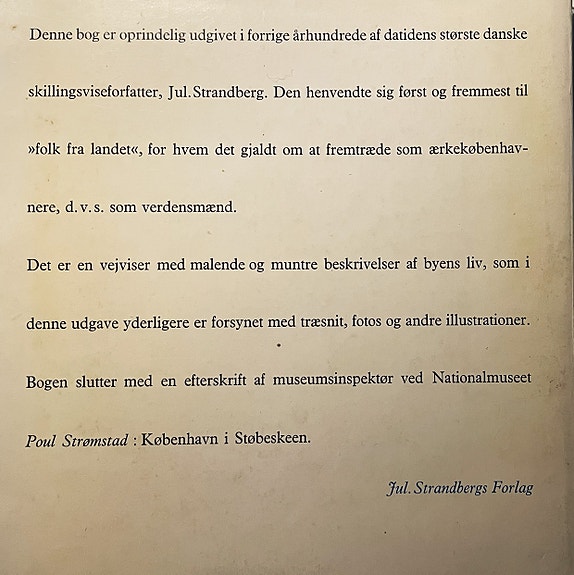 Denne bog er oprindelig udgivet i forrige århundrede af datidens største danske
skillingsviseforfatter, Jul. Strandberg. Den henvendte sig først og fremmest til
»folk fra landet«, for hvem det gjaldt om at fremtræde som ærkekøbenhav-
nere, d.v.s. som verdensmænd.
Det er en vejviser med malende og muntre beskrivelser af byens liv, som i
denne udgave yderligere er forsynet med træsnit, fotos og andre illustrationer.
Bogen slutter med en efterskrift af museumsinspektør ved Nationalmuseet
Poul Strømstad : København i Støbeskeen.
Jul. Strandbergs Forlag